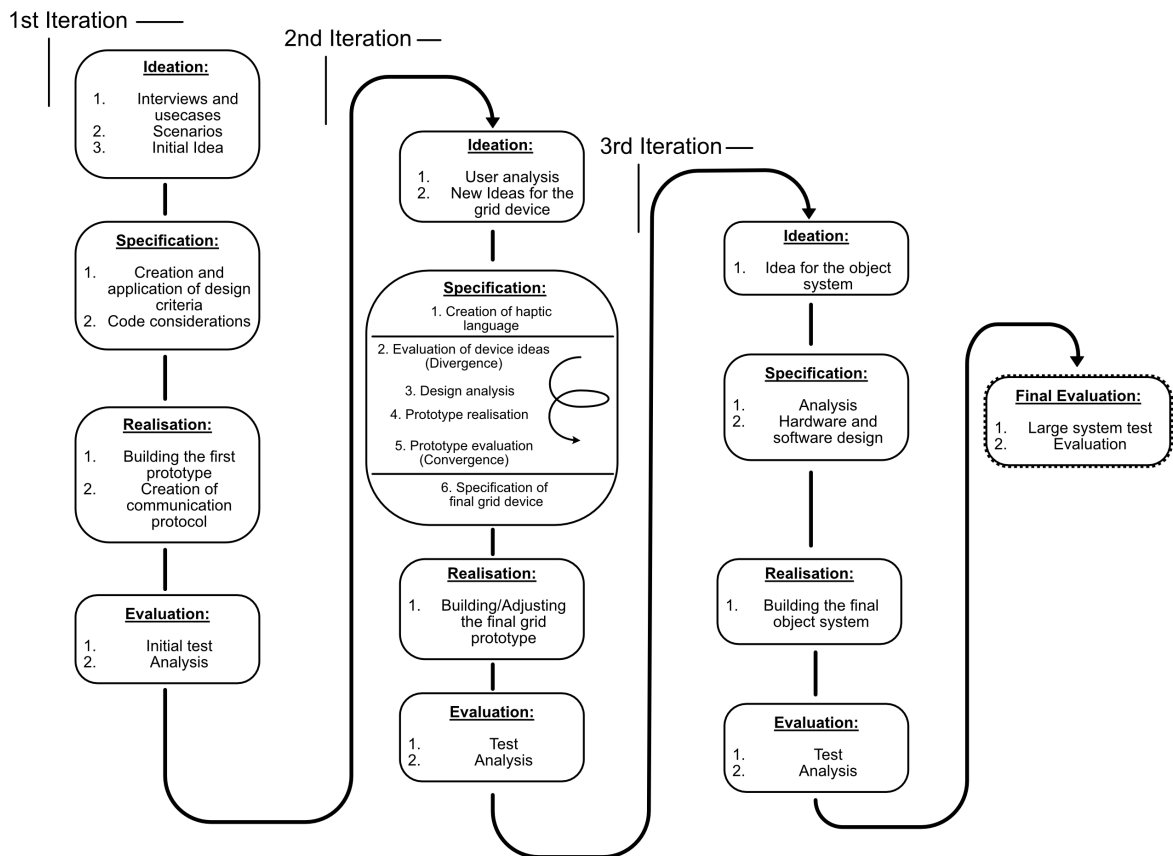 1st Iteration
Ideation:
1. Interviews and
usecases
2. Scenarios
3. Initial Idea
Specification:
1. Creation and
application of design
criteria
2. Code considerations
Realisation:
1. Building the first
prototype
2. Creation of
communication
protocol
Evaluation:
1. Initial test
2. Analysis
2nd Iteration
Ideation:
1. User analysis
2. New Ideas for the
grid device
Specification:
1. Creation of haptic
language
2. Evaluation of device ideas
(Divergence)
3. Design analysis
4. Prototype realisation
5. Prototype evaluation
(Convergence)
6. Specification of
final grid device
Realisation:
1. Building/Adjusting
the final grid
prototype
Evaluation:
1. Test
2. Analysis
3rd Iteration
Ideation:
1. Idea for the object
system
Specification:
1. Analysis
2. Hardware and
software design
Realisation:
1. Building the final
object system
Evaluation:
1. Test
2. Analysis
Final Evaluation:
1. Large system test
2. Evaluation